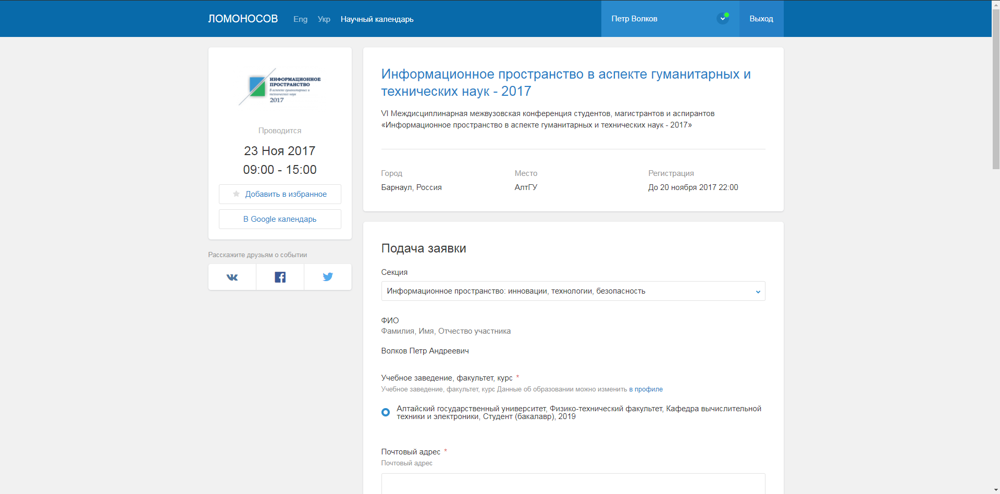 ЛОМОНОСОВ
Eng
Укр
Научный календарь
Петр Волков
Выход
ИНФОРМАЦИОННОЕ
ПРОСТРАНСТВО
В аспекте гуманитарных и
технических наук
2017
Проводится
23 Ноя 2017
09:00 - 15:00
Добавить в избранное
В Google календарь
Расскажите друзьям о событии
Информационное пространство в аспекте гуманитарных и
технических наук - 2017
VI Междисциплинарная межвузовская конференция студентов, магистрантов и аспирантов
«Информационное пространство в аспекте гуманитарных и технических наук - 2017»
Город
Место
Регистрация
Барнаул, Россия
АлтГУ
До 20 ноября 2017 22:00
Подача заявки
Секция
Информационное пространство: инновации, технологии, безопасность
ФИО
Фамилия, Имя, Отчество участника
Волков Петр Андреевич
Учебное заведение, факультет, курс *
Учебное заведение, факультет, курс Данные об образовании можно изменить в профиле
Алтайский государственный университет, Физико-технический факультет, Кафедра вычислительной
техники и электроники, Студент (бакалавр), 2019
Почтовый адрес *
Почтовый адрес